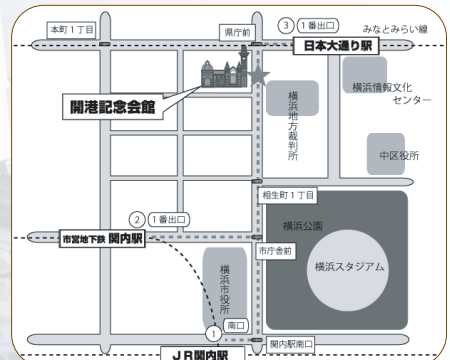 本町1丁目
県庁前
③ 1番出口
みなとみらい線
日本大通り駅
開港記念会館
横浜地方裁判所
横浜情報文化
センター
中区役所
相生町1丁目
② 1番出口
横浜公園
市営地下鉄 関内駅
市庁舎前
横浜市役所
横浜スタジアム
① 南口
JR関内駅
関内駅南口